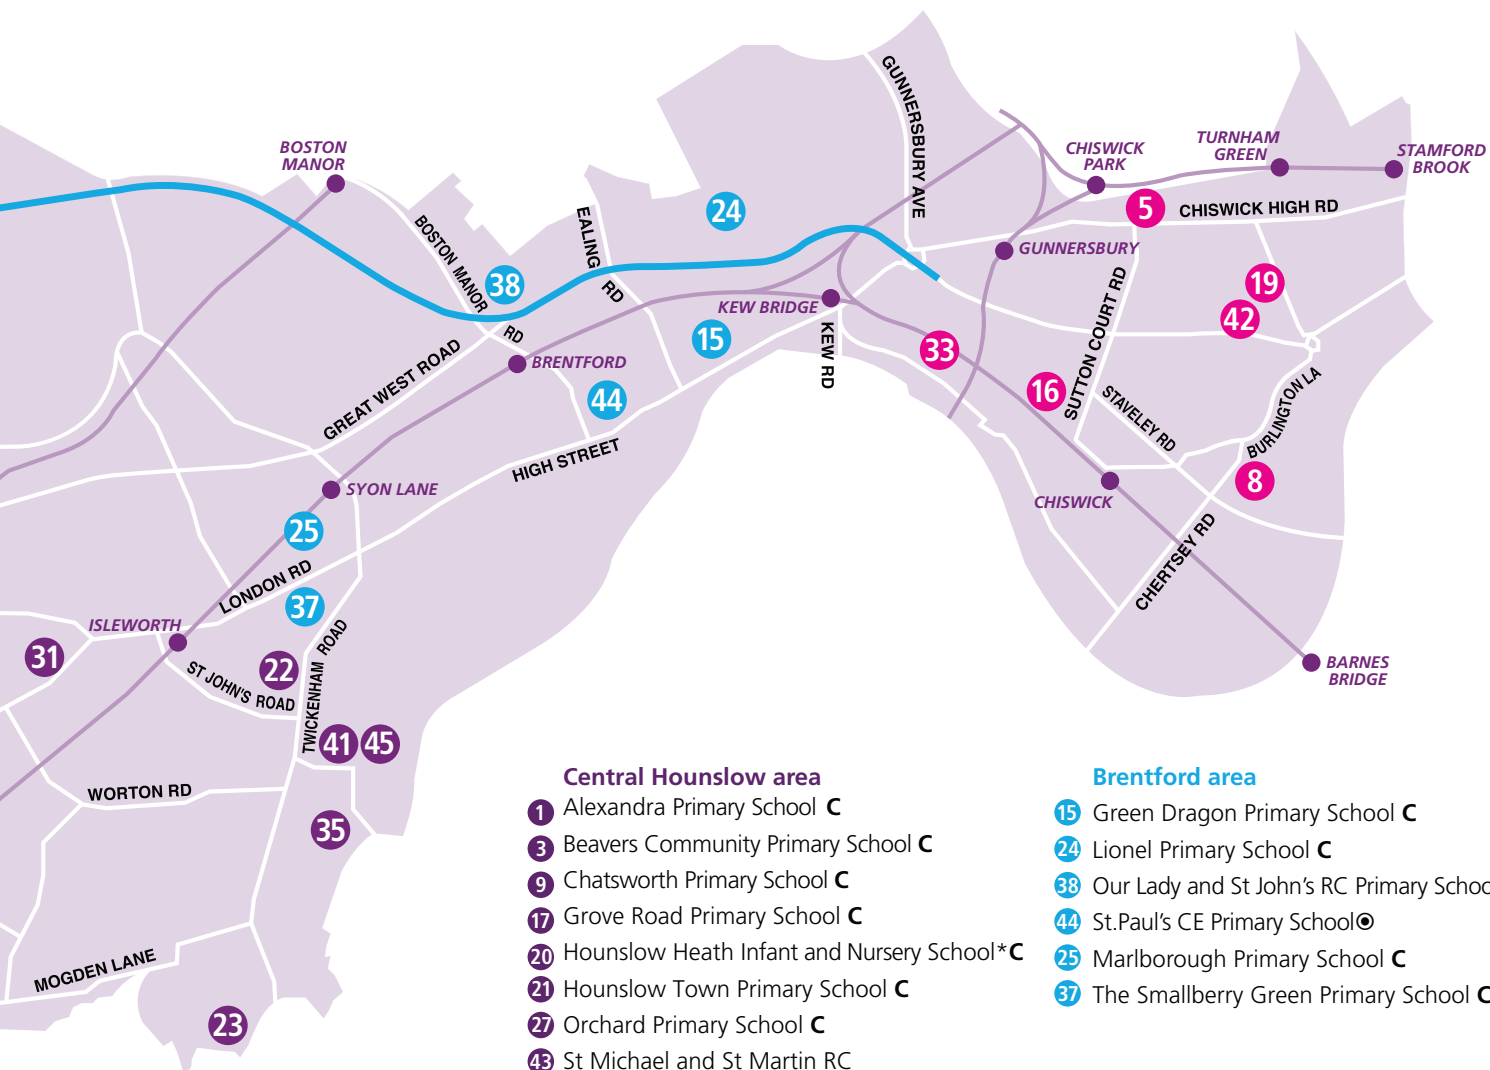 BOSTON
MANOR
GUNNERSBURY AVE
CHISWICK
PARK
TURNHAM
GREEN
STAMFORD
BROOK
5
CHISWICK HIGH RD
24
EALING RD
BOSTON MANOR RD
38
GUNNERSBURY
19
42
KEW BRIDGE
15
KEW RD
33
SUTTON COURT RD
16
BRENTFORD
GREAT WEST ROAD
44
STAVELEY RD
BURLINGTON LA
HIGH STREET
8
SYON LANE
CHISWICK
25
CHERTSEY RD
LONDON RD
37
ISLEWORTH
31
22
ST JOHN'S ROAD
TWICKENHAM ROAD
BARNES
BRIDGE
41
45
WORTON RD
35
MOGDEN LANE
23
Central Hounslow area
1 Alexandra Primary School C
3 Beavers Community Primary School C
9 Chatsworth Primary School C
17 Grove Road Primary School C
20 Hounslow Heath Infant and Nursery School*C
21 Hounslow Town Primary School C
27 Orchard Primary School C
43 St Michael and St Martin RC
Brentford area
15 Green Dragon Primary School C
24 Lionel Primary School C
38 Our Lady and St John's RC Primary Schoo
44 St.Paul's CE Primary School
25 Marlborough Primary School C
37 The Smallberry Green Primary School C